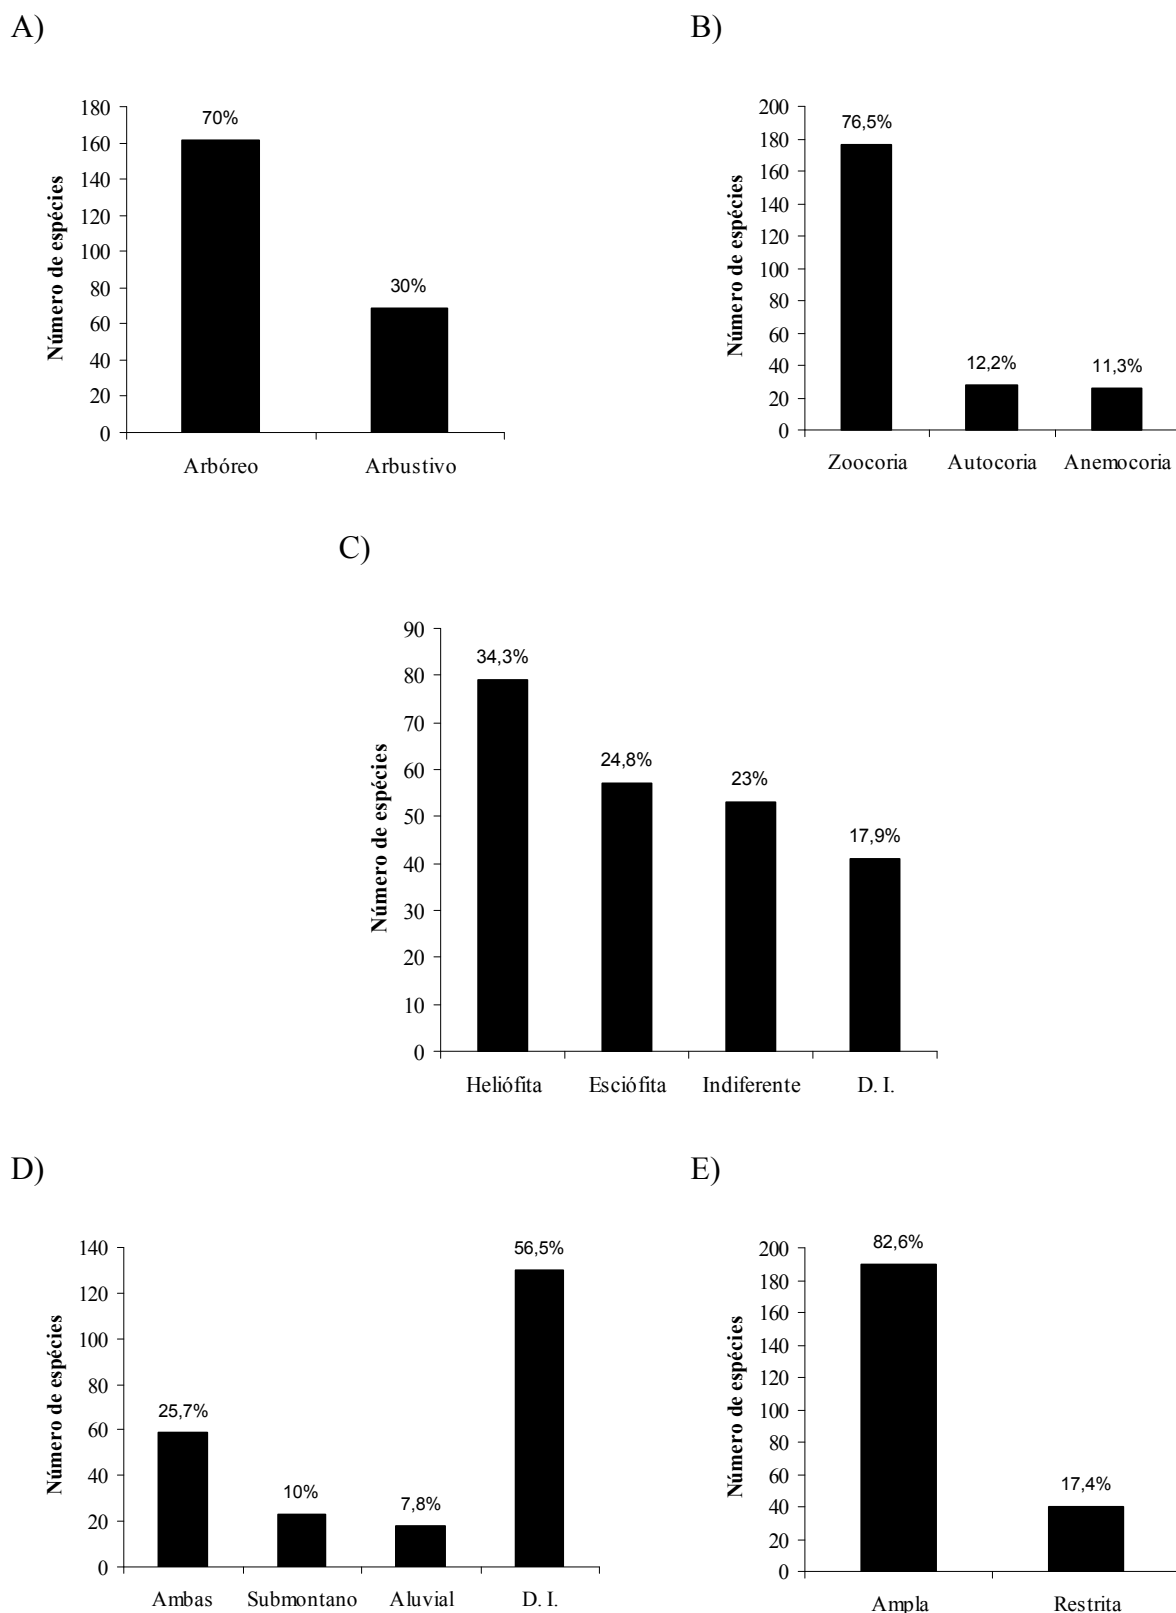 A)
Número de espécies
180
160
140
120
100
80
60
40
20
0
70%
30%
Arbóreo
Arbustivo
B)
Número de espécies
200
180
160
140
120
100
80
60
40
20
0
76,5%
12,2%
11,3%
Zoocoria
Autocoria
Anemocoria
C)
Número de espécies
90
80
70
60
50
40
30
20
10
0
34,3%
24,8%
23%
17,9%
Heliófita
Esciófita
Indiferente
D. I.
D)
Número de espécies
140
120
100
80
60
40
20
0
25,7%
10%
7,8%
56,5%
Ambas
Submontano
Aluvial
D. I.
E)
Número de espécies
200
180
160
140
120
100
80
60
40
20
0
82,6%
17,4%
Ampla
Restrita